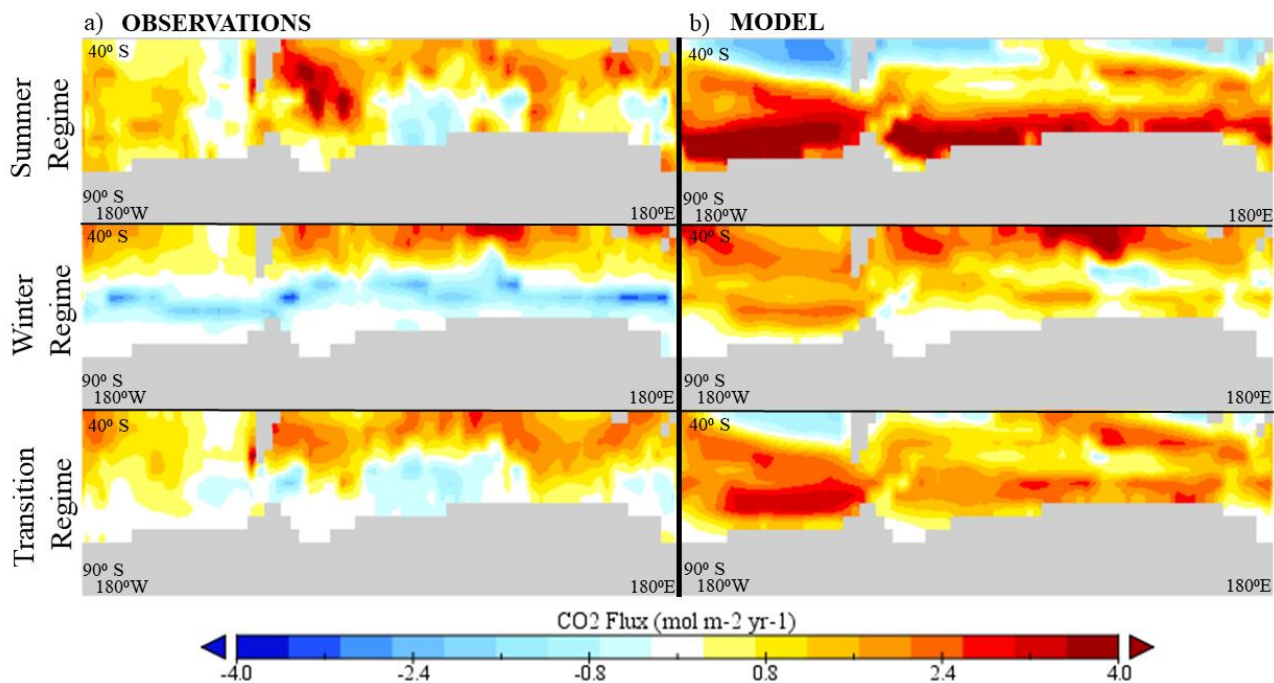 a) OBSERVATIONS
b) MODEL
Summer
Regime
40º S
90º S
180ºW
180ºE
40º S
90º S
180ºW
180ºE
Winter
Regime
40º S
90º S
180ºW
180ºE
40º S
90º S
180ºW
180ºE
Transition
Regime
40º S
90º S
180ºW
180ºE
40º S
90º S
180ºW
180ºE
CO2 Flux (mol m-2 yr-1)
-4.0 -2.4 -0.8 0.8 2.4 4.0